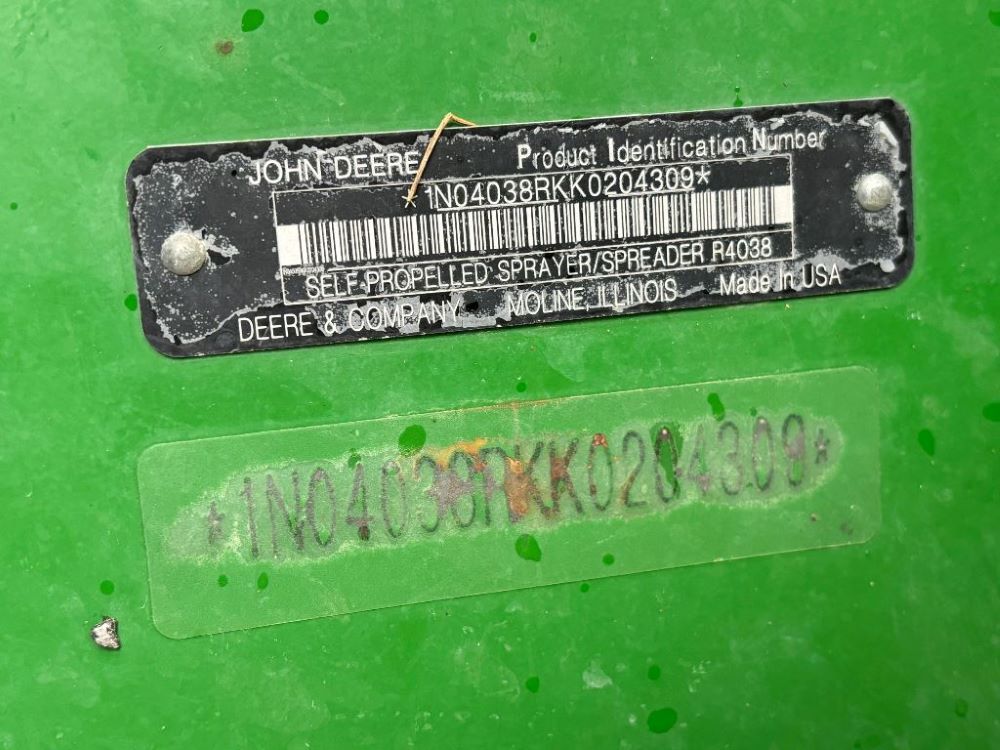 JOHN DEERE Product Identification Number
*1N04038RKK0204309*
SELF-PROPELLED SPRAYER/SPREADER R4038
DEERE & COMPANY MOLINE, ILLINOIS Made In USA
*1N04038RKK0204309*